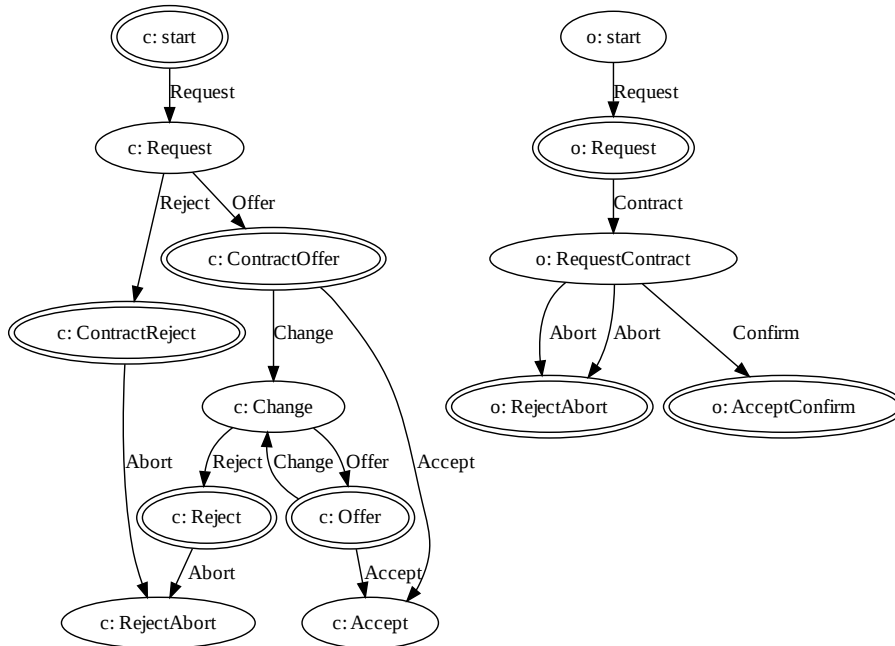 c: start
o: start
Request
Request
c: Request
o: Request
Reject
Offer
Contract
c: ContractOffer
o: RequestContract
c: ContractReject
Change
Abort
Abort
Confirm
c: Change
o: RejectAbort
o: AcceptConfirm
Abort
Reject
Change
Offer
Accept
c: Reject
c: Offer
Abort
Accept
c: RejectAbort
c: Accept